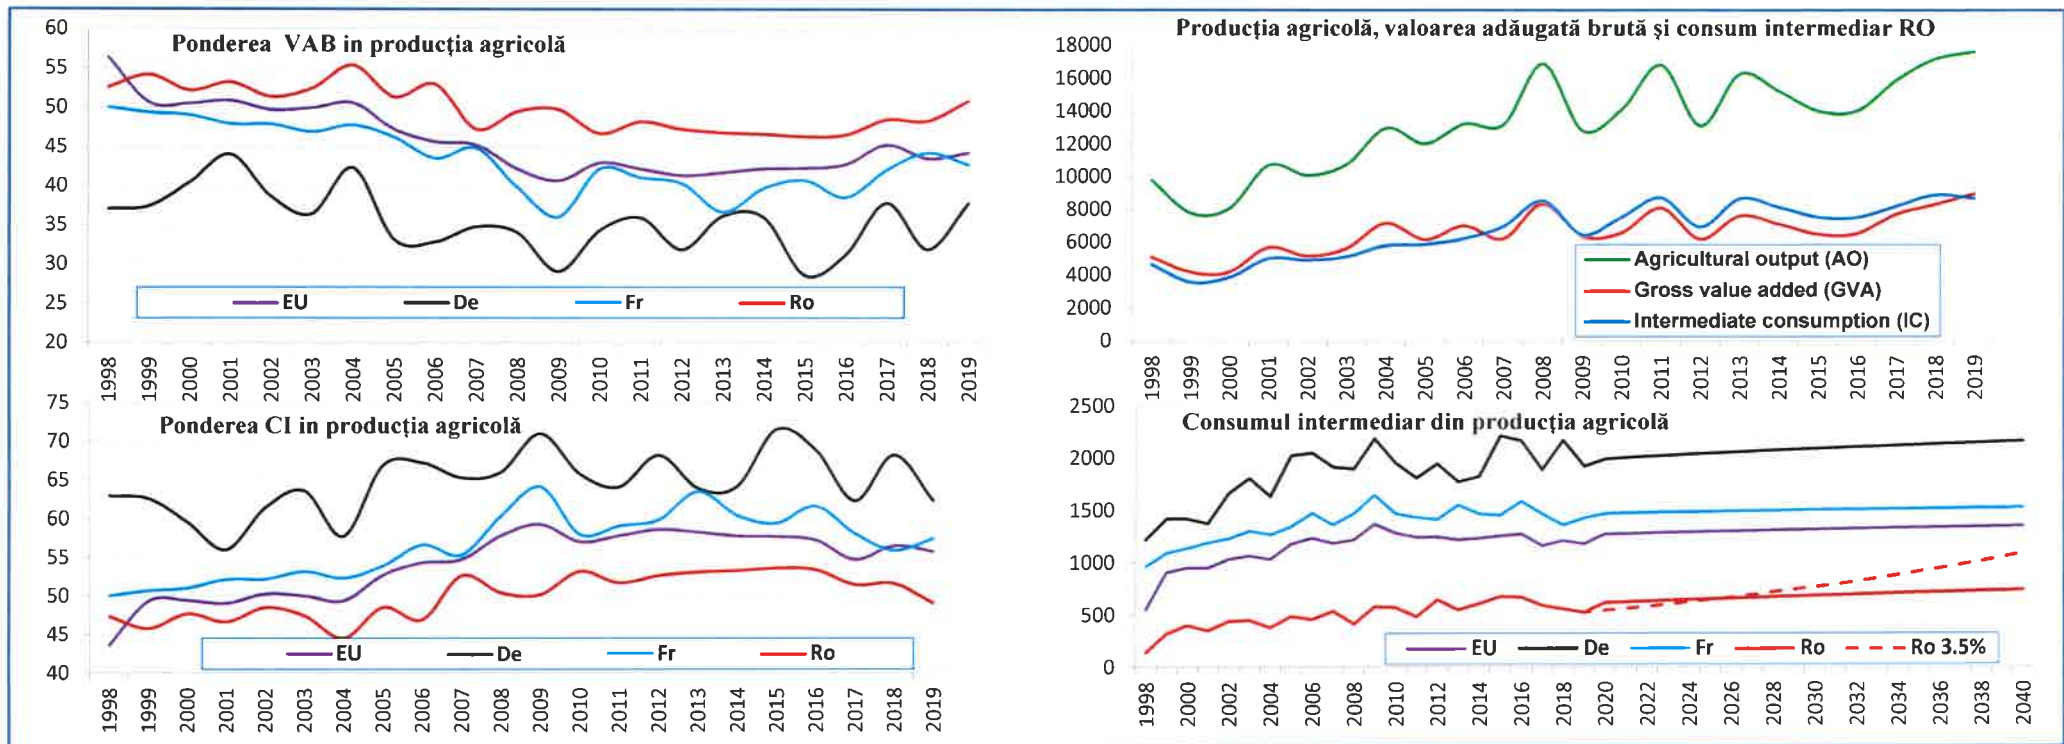 Ponderea VAB in producția agricolă
60
55
50
45
40
35
30
25
20
EU De Fr Ro
1998 1999 2000 2001 2002 2003 2004 2005 2006 2007 2008 2009 2010 2011 2012 2013 2014 2015 2016 2017 2018 2019
Producția agricolă, valoarea adăugată brută și consum intermediar RO
18000
16000
14000
12000
10000
8000
6000
4000
2000
0
Agricultural output (AO)
Gross value added (GVA)
Intermediate consumption (IC)
1998 1999 2000 2001 2002 2003 2004 2005 2006 2007 2008 2009 2010 2011 2012 2013 2014 2015 2016 2017 2018 2019
Ponderea CI in producția agricolă
75
70
65
60
55
50
45
40
EU De Fr Ro
1998 1999 2000 2001 2002 2003 2004 2005 2006 2007 2008 2009 2010 2011 2012 2013 2014 2015 2016 2017 2018 2019
Consumul intermediar din producția agricolă
2500
2000
1500
1000
500
0
EU De Fr Ro Ro 3.5%
1998 2000 2002 2004 2006 2008 2010 2012 2014 2016 2018 2020 2022 2024 2026 2028 2030 2032 2034 2036 2038 2040